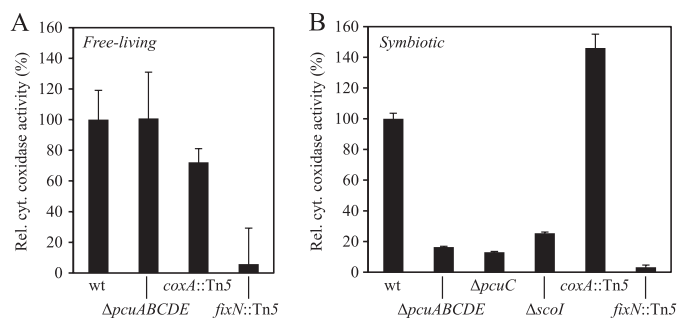 A
Free-living
Rel. cyt. coxidase activity (%)
160
140
120
100
80
60
40
20
0
wt
coxA::Tn5
ΔpcuABCDE
fixN::Tn5
B
Symbiotic
Rel. cyt. coxidase activity (%)
160
140
120
100
80
60
40
20
0
wt
ΔpcuC
coxA::Tn5
ΔpcuABCDE
ΔscoI
fixN::Tn5